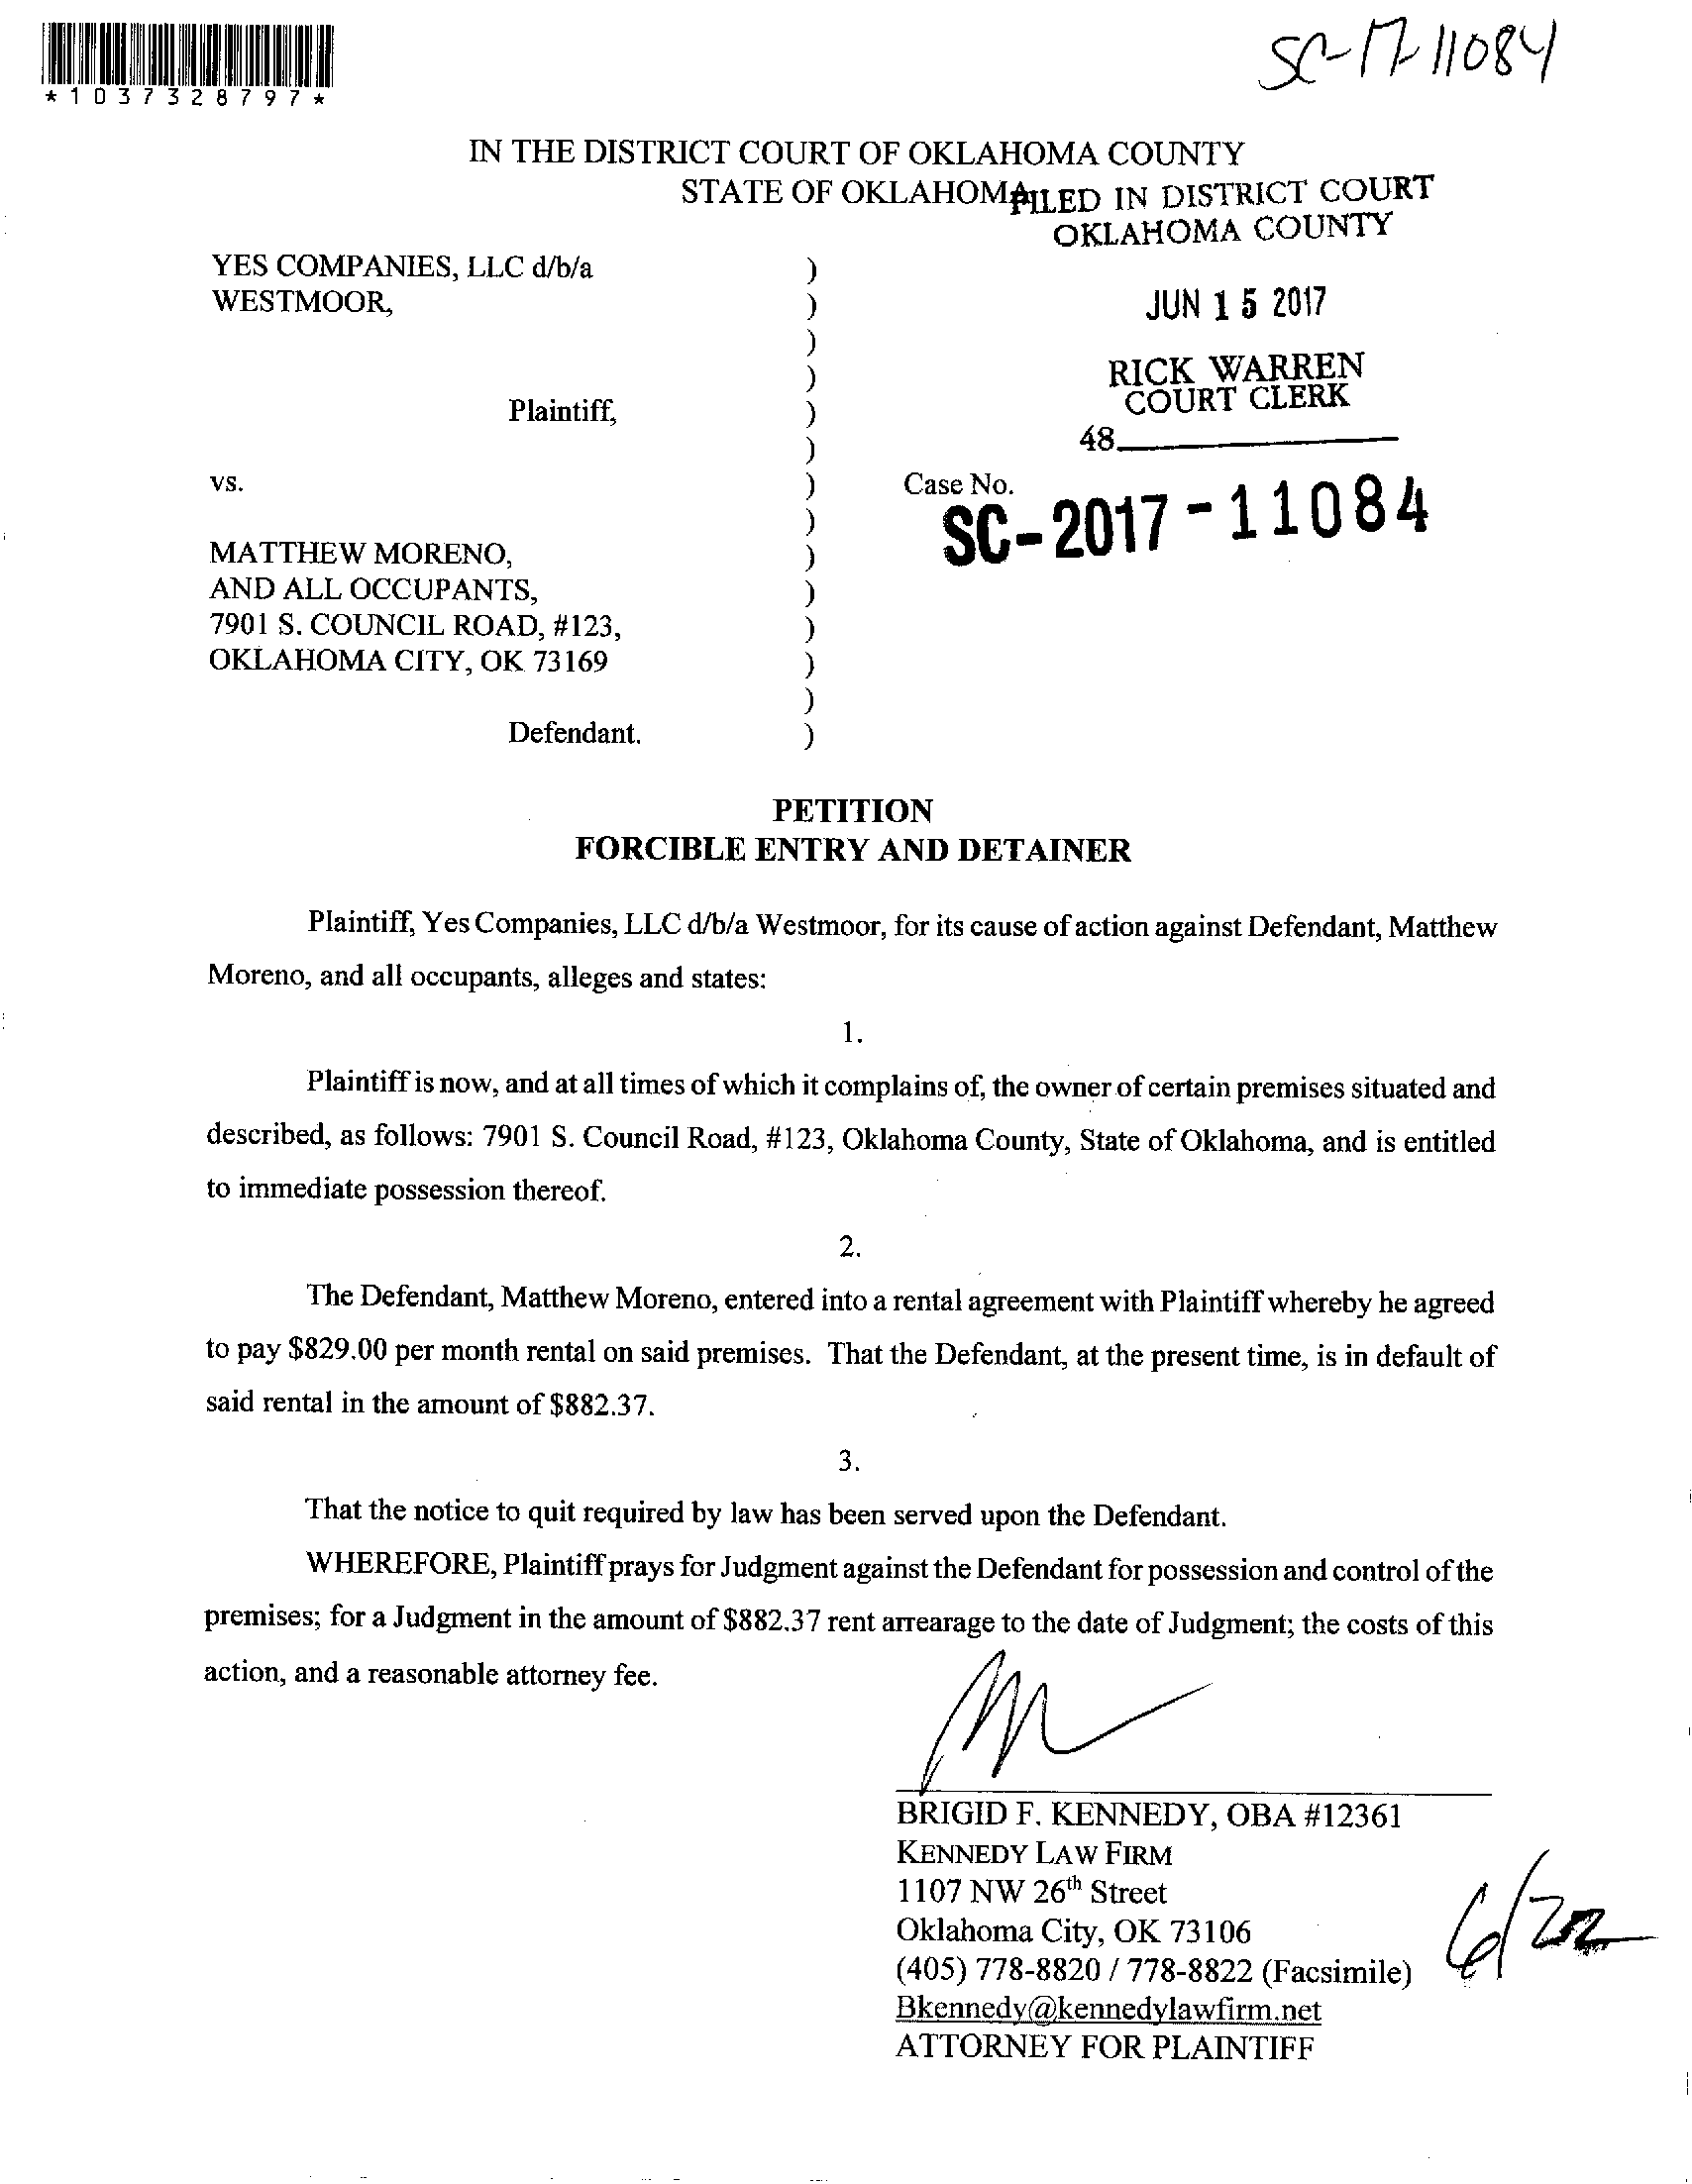 *1037328797*
SC-17-11084
IN THE DISTRICT COURT OF OKLAHOMA COUNTY
STATE OF OKLAHOMA
FILED IN DISTRICT COURT
OKLAHOMA COUNTY
JUN 15 2017
RICK WARREN
COURT CLERK
48
YES COMPANIES, LLC d/b/a )
WESTMOOR, )
)
)
Plaintiff, )
)
vs. ) Case No.
) SC-2017-11084
MATTHEW MORENO, )
AND ALL OCCUPANTS, )
7901 S. COUNCIL ROAD, #123, )
OKLAHOMA CITY, OK 73169 )
)
Defendant. )
PETITION
FORCIBLE ENTRY AND DETAINER
Plaintiff, Yes Companies, LLC d/b/a Westmoor, for its cause of action against Defendant, Matthew
Moreno, and all occupants, alleges and states:
1.
Plaintiff is now, and at all times of which it complains of, the owner of certain premises situated and
described, as follows: 7901 S. Council Road, #123, Oklahoma County, State of Oklahoma, and is entitled
to immediate possession thereof.
2.
The Defendant, Matthew Moreno, entered into a rental agreement with Plaintiff whereby he agreed
to pay $829.00 per month rental on said premises. That the Defendant, at the present time, is in default of
said rental in the amount of $882.37.
3.
That the notice to quit required by law has been served upon the Defendant.
WHEREFORE, Plaintiff prays for Judgment against the Defendant for possession and control of the
premises; for a Judgment in the amount of $882.37 rent arrearage to the date of Judgment; the costs of this
action, and a reasonable attorney fee.
BRIGID F. KENNEDY, OBA #12361
KENNEDY LAW FIRM
1107 NW 26th Street
Oklahoma City, OK 73106
(405) 778-8820 / 778-8822 (Facsimile)
Bkennedy@kennedylawfirm.net
ATTORNEY FOR PLAINTIFF